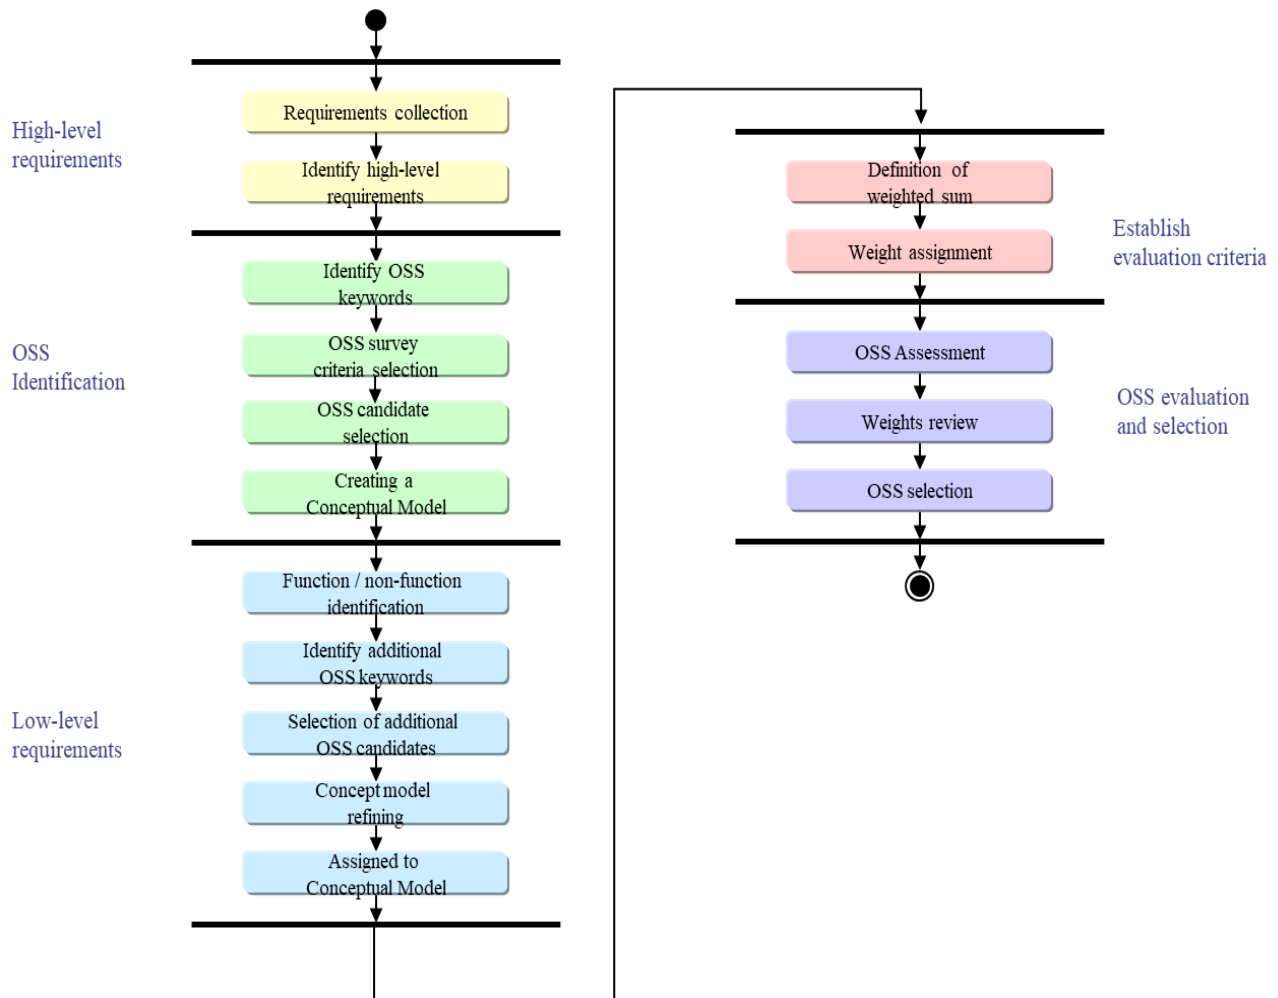 High-level
requirements
Requirements collection
Identify high-level
requirements
OSS
Identification
Identify OSS
keywords
OSS survey
criteria selection
OSS candidate
selection
Creating a
Conceptual Model
Low-level
requirements
Function / non-function
identification
Identify additional
OSS keywords
Selection of additional
OSS candidates
Concept model
refining
Assigned to
Conceptual Model
Definition of
weighted sum
Weight assignment
Establish
evaluation criteria
OSS Assessment
Weights review
OSS selection
OSS evaluation
and selection